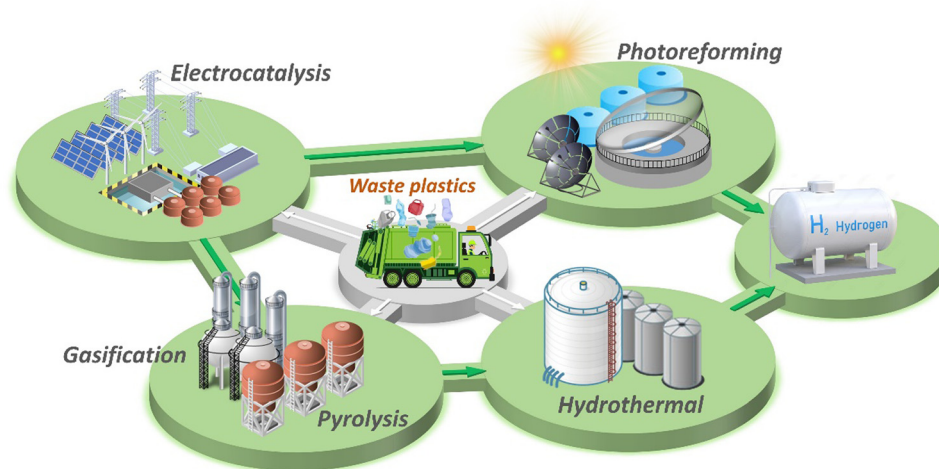 Electrocatalysis
Photoreforming
Waste plastics
H2 Hydrogen
Gasification
Pyrolysis
Hydrothermal